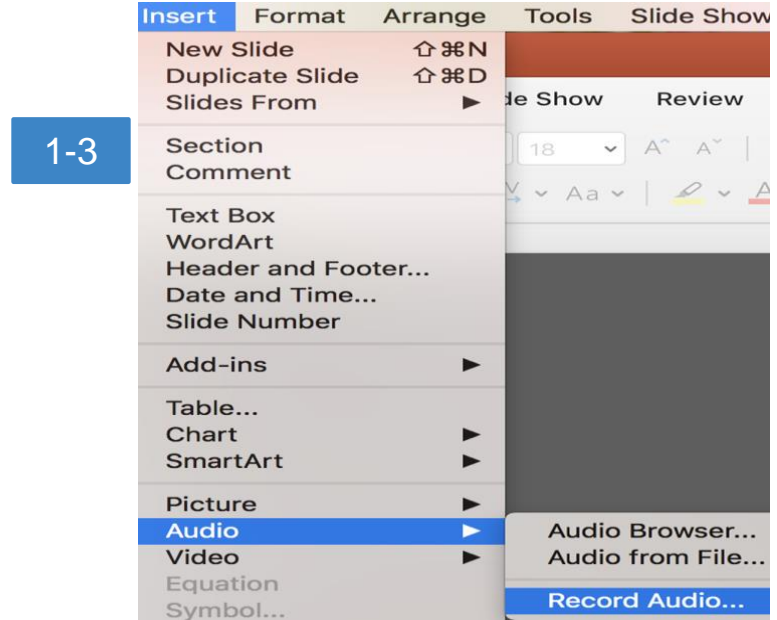 Insert Format Arrange Tools Slide Show
New Slide ⇧⌘N
Duplicate Slide ⇧⌘D
Slides From ▶
de Show Review
1-3
Section
18 A^ Aˇ
Comment
Aa A
Text Box
WordArt
Header and Footer...
Date and Time...
Slide Number
Add-ins ▶
Table...
Chart ▶
SmartArt ▶
Picture ▶
Audio ▶
Audio Browser...
Video ▶
Audio from File...
Equation
Symbol...
Record Audio...